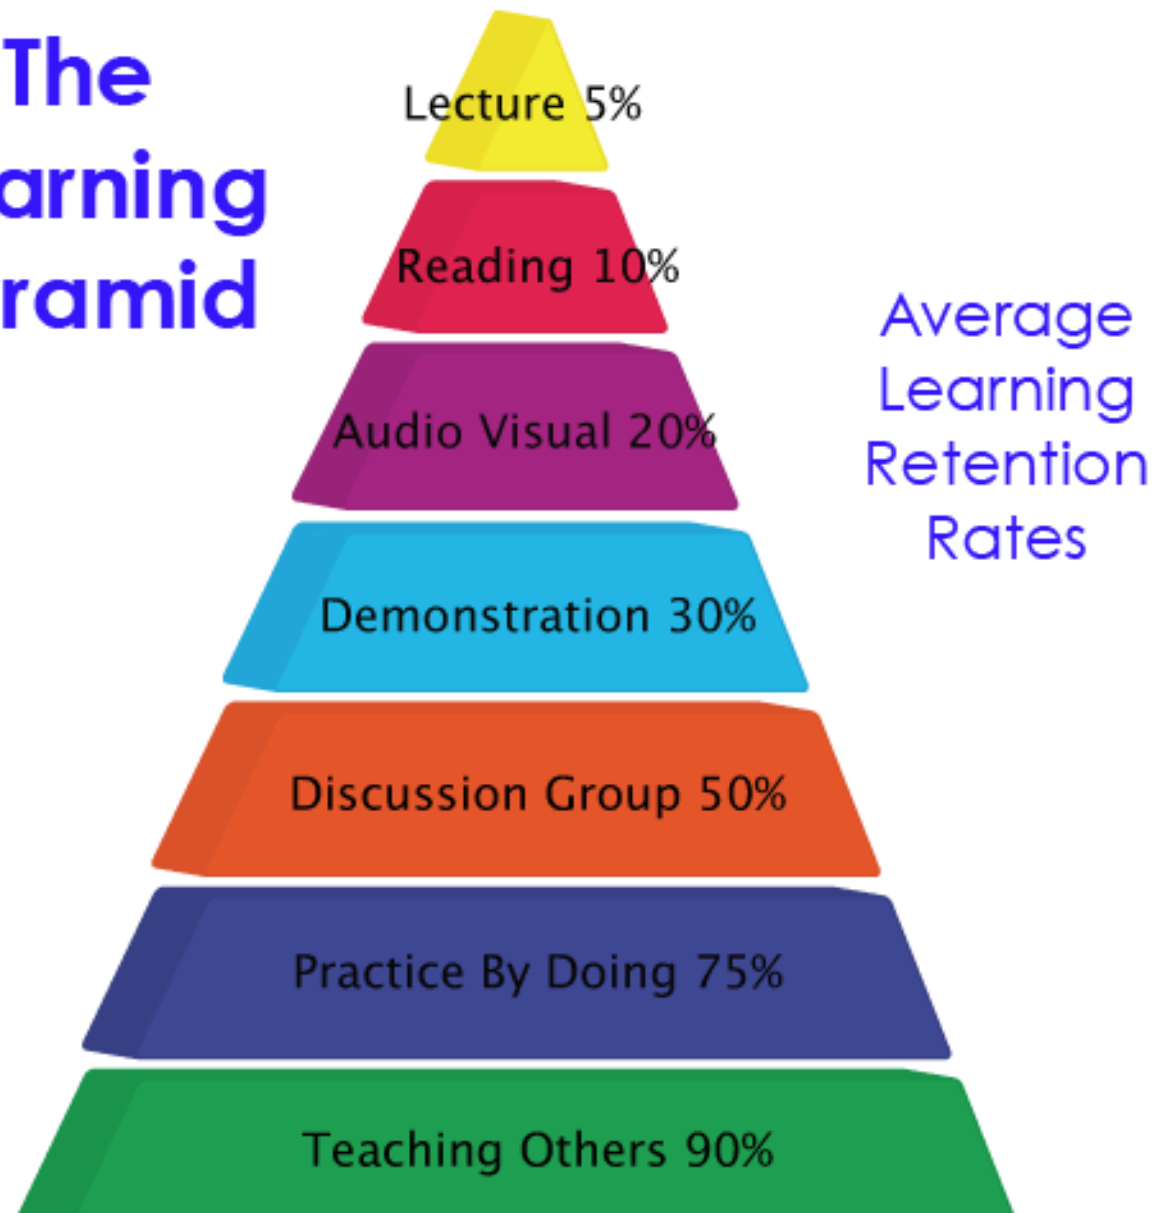 The
arning
ramid
Lecture 5%
Reading 10%
Audio Visual 20%
Demonstration 30%
Discussion Group 50%
Practice By Doing 75%
Teaching Others 90%
Average
Learning
Retention
Rates